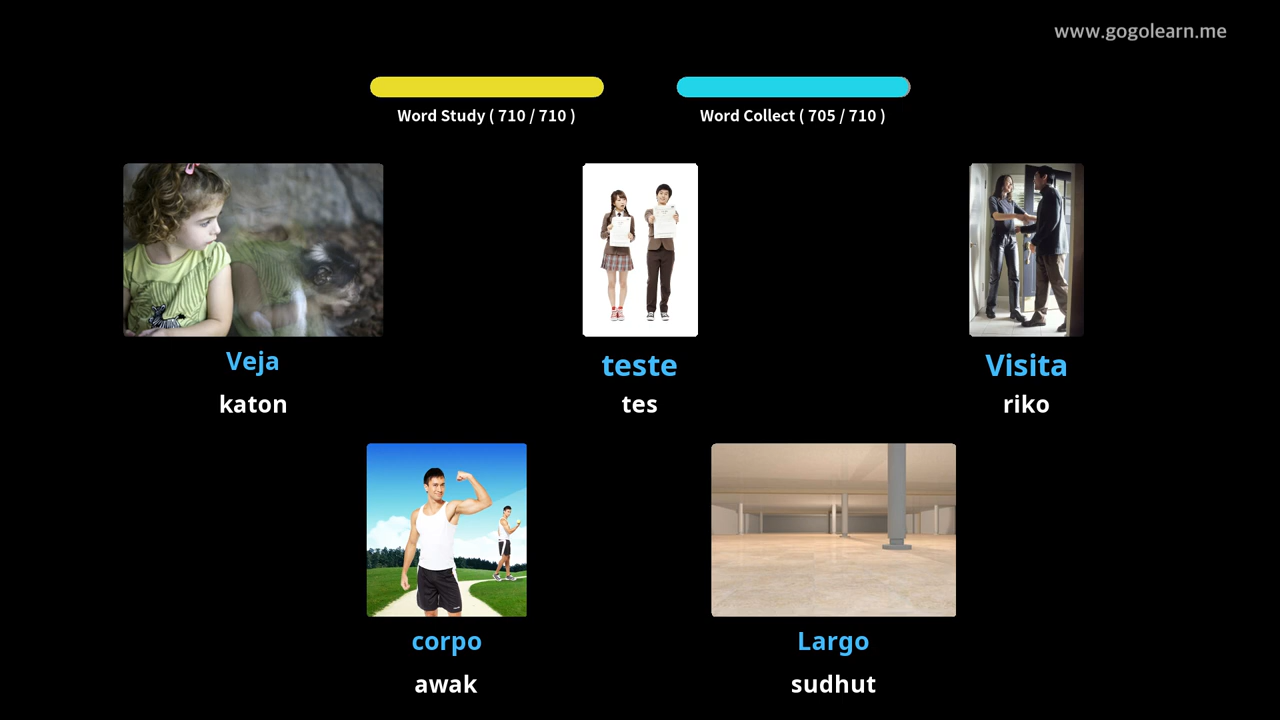 www.gogolearn.me
Word Study ( 710 / 710 )
Word Collect ( 705 / 710 )
Veja
katon
teste
tes
Visita
riko
corpo
awak
Largo
sudhut